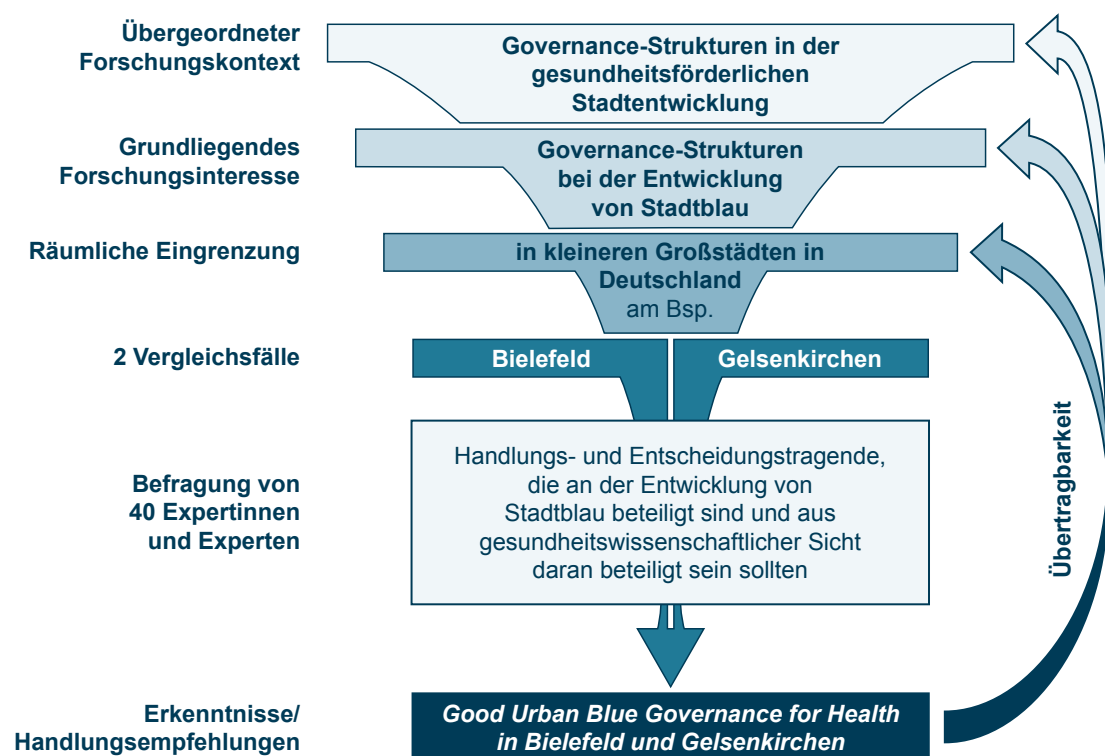 Übergeordneter
Forschungskontext
Governance-Strukturen in der
gesundheitsförderlichen
Stadtentwicklung
Grundliegendes
Forschungsinteresse
Governance-Strukturen
bei der Entwicklung
von Stadtblau
Räumliche Eingrenzung
in kleineren Großstädten in
Deutschland
am Bsp.
2 Vergleichsfälle
Bielefeld
Gelsenkirchen
Befragung von
40 Expertinnen
und Experten
Handlungs- und Entscheidungstragende,
die an der Entwicklung von
Stadtblau beteiligt sind und aus
gesundheitswissenschaftlicher Sicht
daran beteiligt sein sollten
Übertragbarkeit
Erkenntnisse/
Handlungsempfehlungen
Good Urban Blue Governance for Health
in Bielefeld und Gelsenkirchen